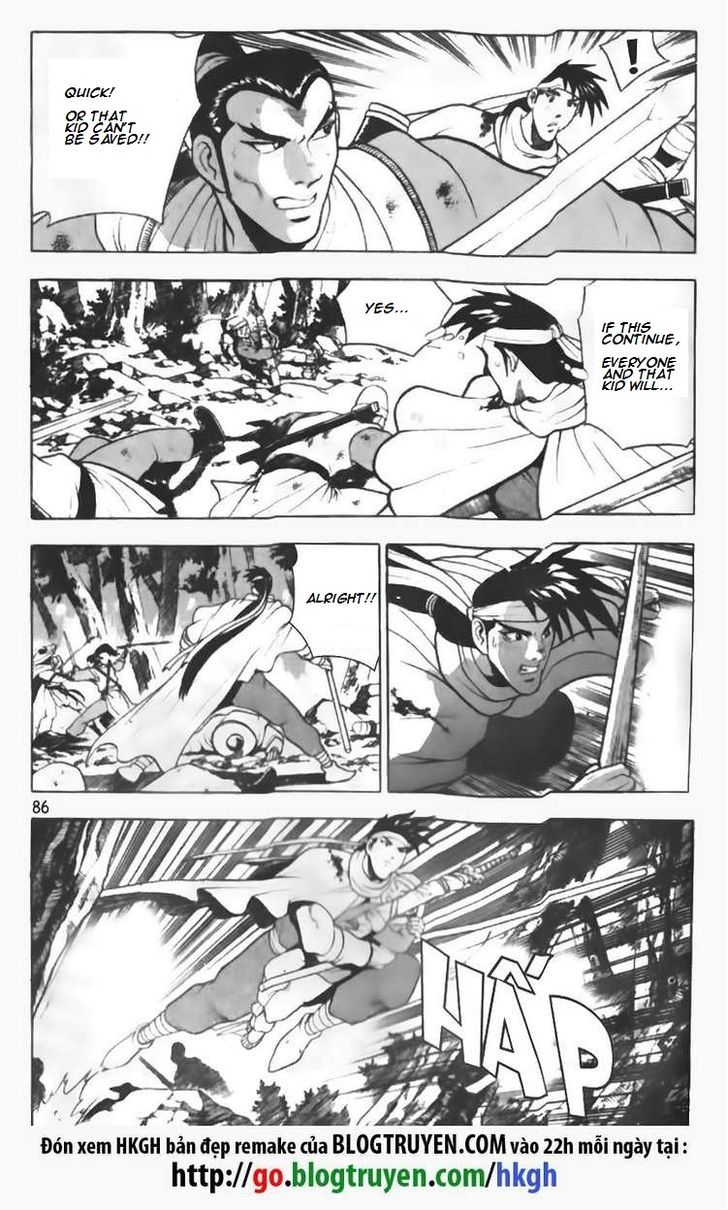 QUICK!
OR THAT
KID CAN'T
BE SAVED!!
!
YES...
IF THIS
CONTINUE,
EVERYONE
AND THAT
KID WILL...
ALRIGHT!!
86
HẤP
Đón xem HKGH bản đẹp remake của BLOGTRUYEN.COM vào 22h mỗi ngày tại :
http://go.blogtruyen.com/hkgh